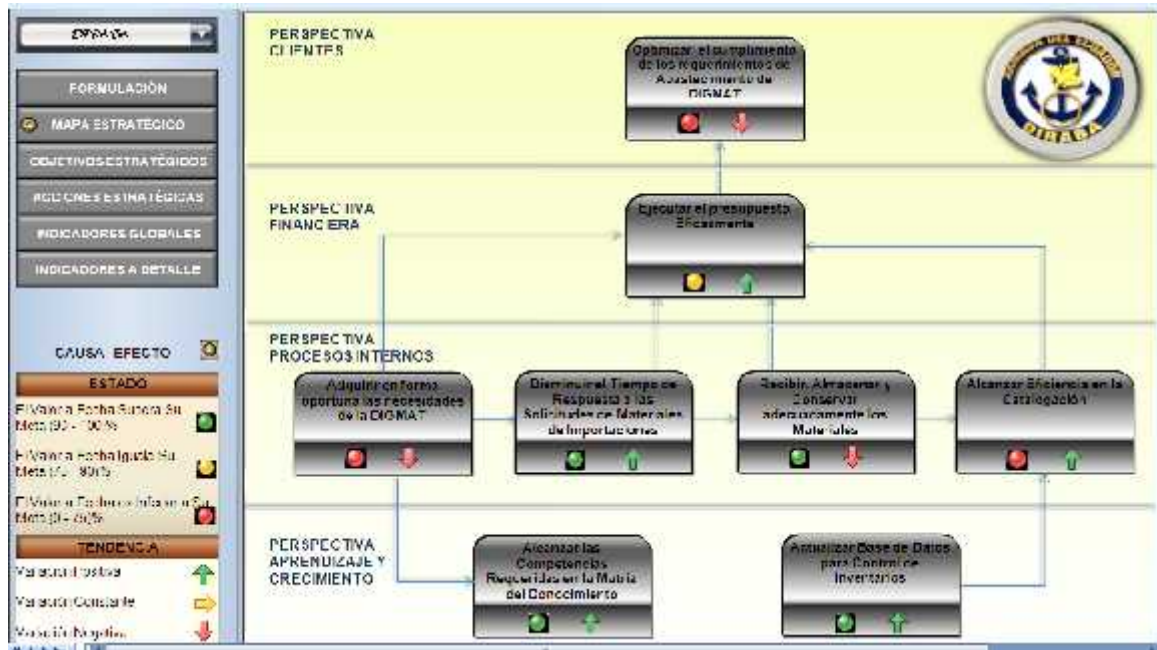 FORMULACIÓN
MAPA ESTRATÉGICO
OBJETIVOS ESTRATÉGICOS
ACCIONES ESTRATÉGICAS
INDICADORES GLOBALES
INDICADORES A DETALLE
CAUSA EFECTO
ESTADO
El Valor a Fecha Supera Su
Meta (90 - 100)%
El Valor a Fecha Iguala Su
El Valor a Fecha es Inferior a Su
TENDENCIA
Variación Positiva
Variación Constante
Variación Negativa
PERSPECTIVA
CLIENTES
Optimizar el cumplimiento
de los requerimientos de
Abastecimiento de
DIGMAT
DIRABA
PERSPECTIVA
FINANCIERA
Ejecutar el presupuesto
Eficazmente
PERSPECTIVA
PROCESOS INTERNOS
Adquirir en forma
oportuna las necesidades
de la DIGMAT
Disminuir el Tiempo de
Respuesta a las
Solicitudes de Materiales
de Importaciones
Recibir, Almacenar y
Conservar
adecuadamente los
Materiales
Alcanzar Eficiencia en la
Catalogación
PERSPECTIVA
APRENDIZAJE Y
CRECIMIENTO
Alcanzar las
Competencias
Requeridas en la Matriz
del Conocimiento
Actualizar Base de Datos
para Control de
Inventarios